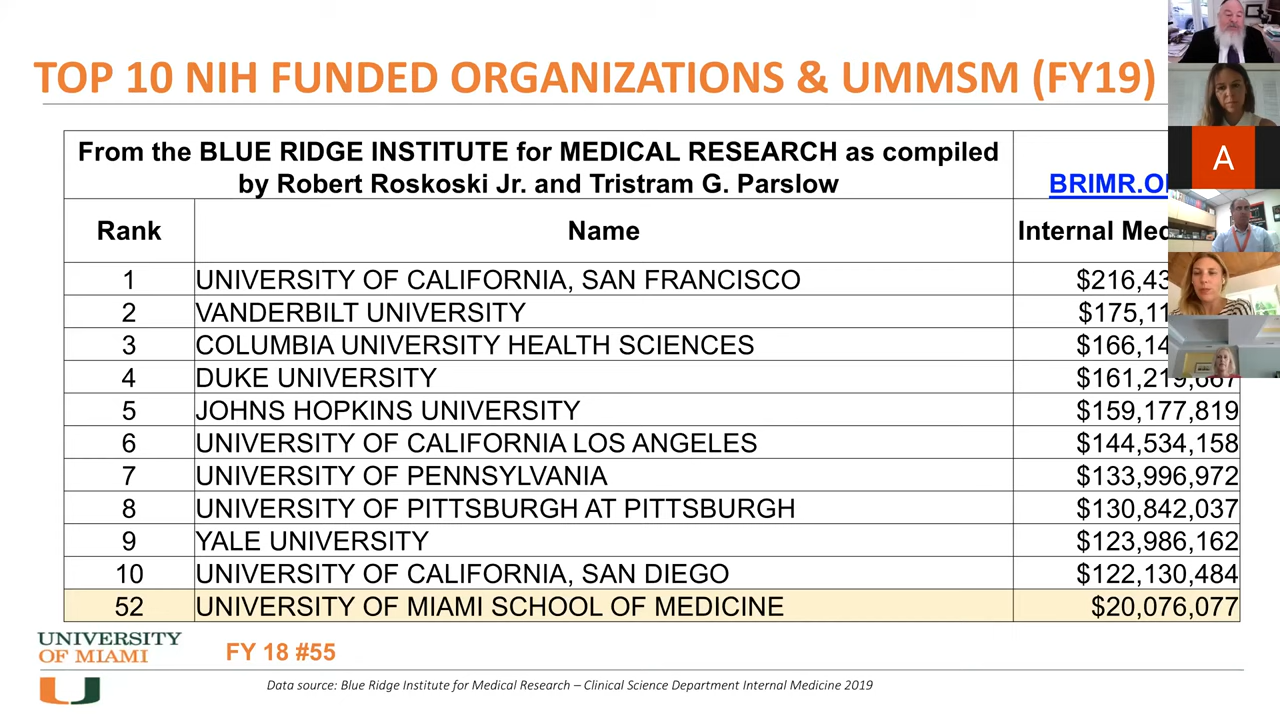 TOP 10 NIH FUNDED ORGANIZATIONS & UMMSM (FY19)
From the BLUE RIDGE INSTITUTE for MEDICAL RESEARCH as compiled
by Robert Roskoski Jr. and Tristram G. Parslow
Rank Name Internal
1 UNIVERSITY OF CALIFORNIA, SAN FRANCISCO
2 VANDERBILT UNIVERSITY
3 COLUMBIA UNIVERSITY HEALTH SCIENCES
4 DUKE UNIVERSITY $161,219,667
5 JOHNS HOPKINS UNIVERSITY $159,177,819
6 UNIVERSITY OF CALIFORNIA LOS ANGELES $144,534,158
7 UNIVERSITY OF PENNSYLVANIA $133,996,972
8 UNIVERSITY OF PITTSBURGH AT PITTSBURGH $130,842,037
9 YALE UNIVERSITY $123,986,162
10 UNIVERSITY OF CALIFORNIA, SAN DIEGO $122,130,484
52 UNIVERSITY OF MIAMI SCHOOL OF MEDICINE $20,076,077
A
UNIVERSITY
OF MIAMI
FY 18 #55
Data source: Blue Ridge Institute for Medical Research – Clinical Science Department Internal Medicine 2019